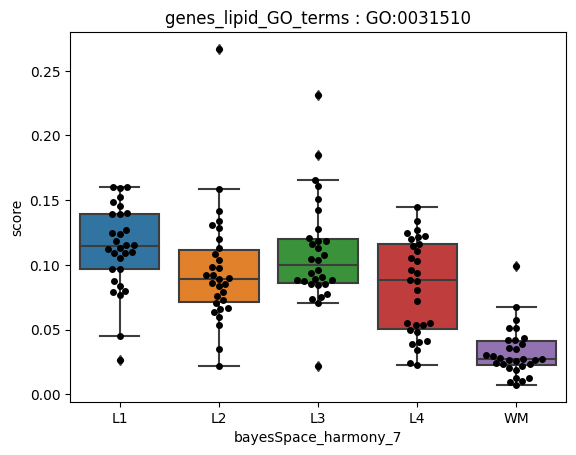 genes_lipid_GO_terms : GO:0031510
0.25
0.20
0.15
0.10
0.05
0.00
score
L1 L2 L3 L4 WM
bayesSpace_harmony_7